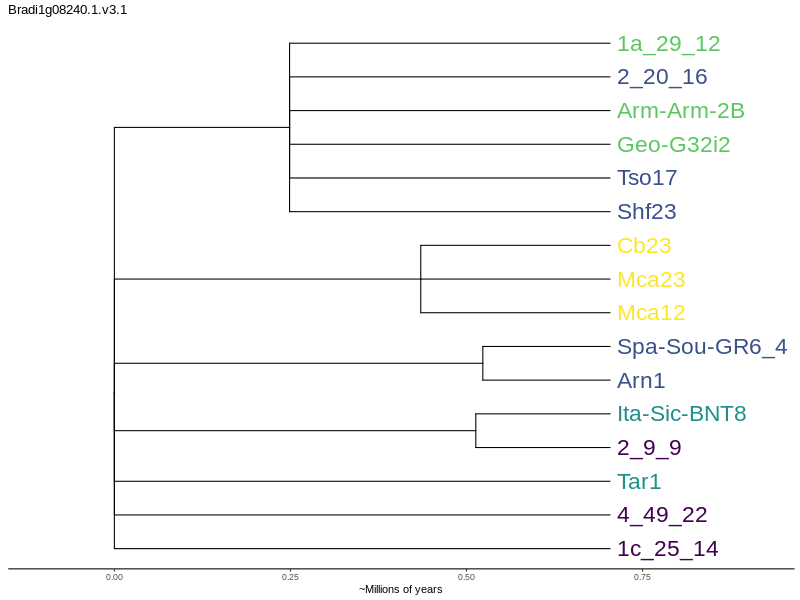 Bradi1g08240.1.v3.1
1a_29_12
2_20_16
Arm-Arm-2B
Geo-G32i2
Tso17
Shf23
Cb23
Mca23
Mca12
Spa-Sou-GR6_4
Arn1
Ita-Sic-BNT8
2_9_9
Tar1
4_49_22
1c_25_14
0.00 0.25 0.50 0.75
~Millions of years